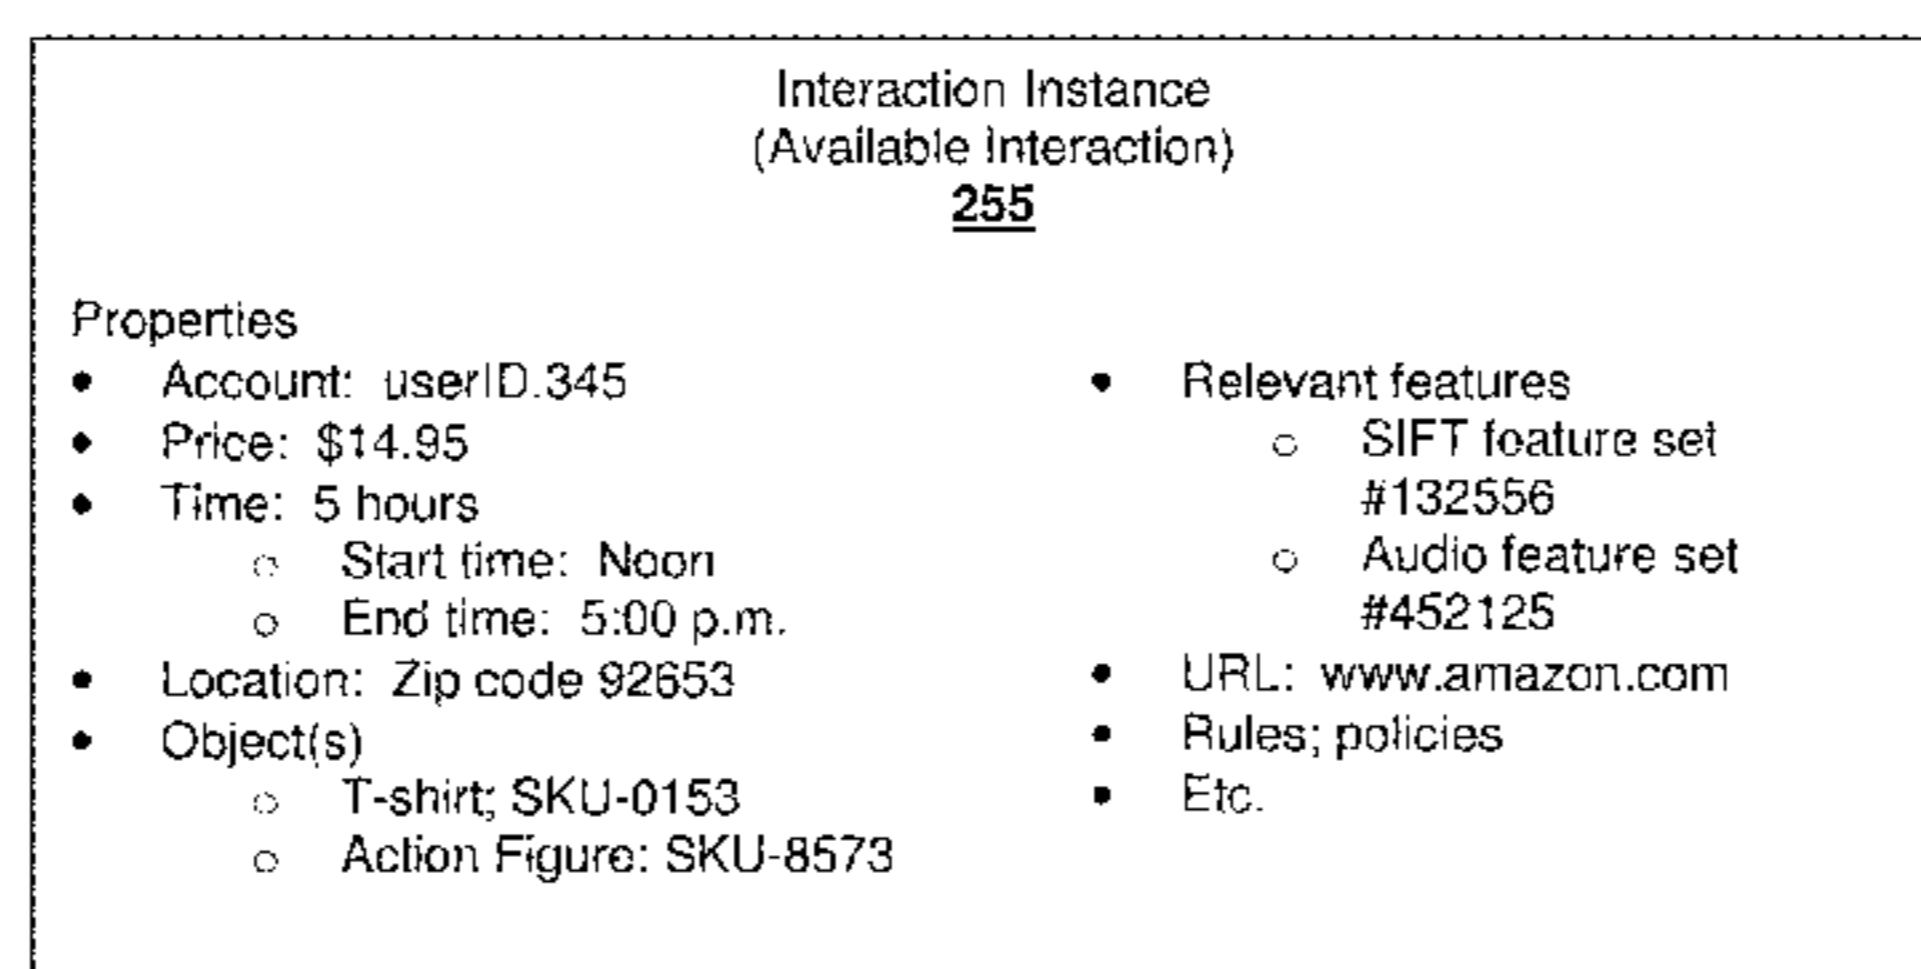 Interaction Instance
(Available Interaction)
255
Properties
• Account: userID.345
• Price: $14.95
• Time: 5 hours
○ Start time: Noon
○ End time: 5:00 p.m.
• Location: Zip code 92653
• Object(s)
○ T-shirt; SKU-0153
○ Action Figure: SKU-8573
• Relevant features
○ SIFT feature set
#132556
○ Audio feature set
#452125
• URL: www.amazon.com
• Rules; policies
• Etc.